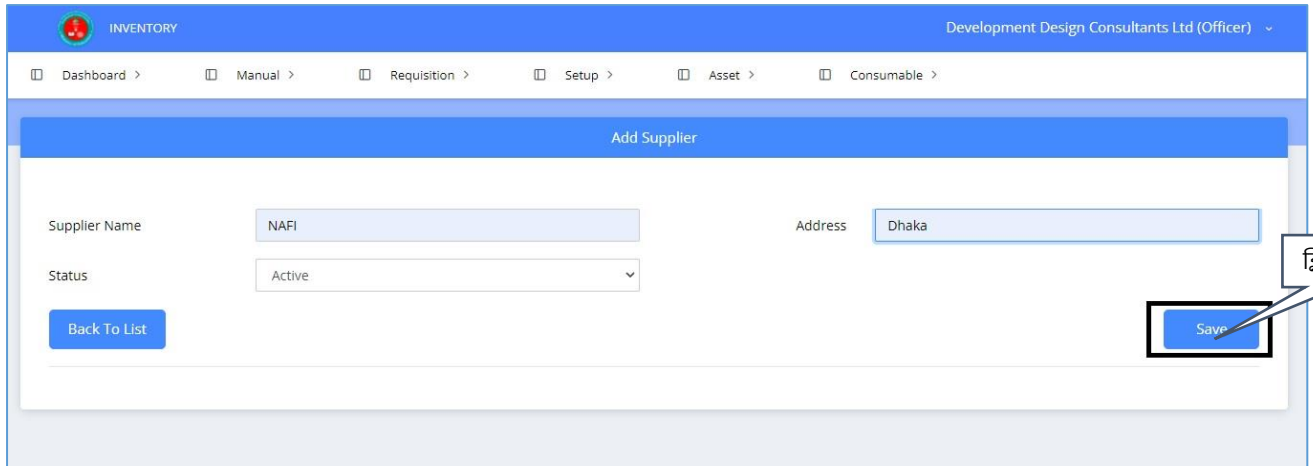 INVENTORY Development Design Consultants Ltd (Officer)
Dashboard > Manual > Requisition > Setup > Asset > Consumable >
Add Supplier
Supplier Name NAFI Address Dhaka
Status Active
Back To List Save